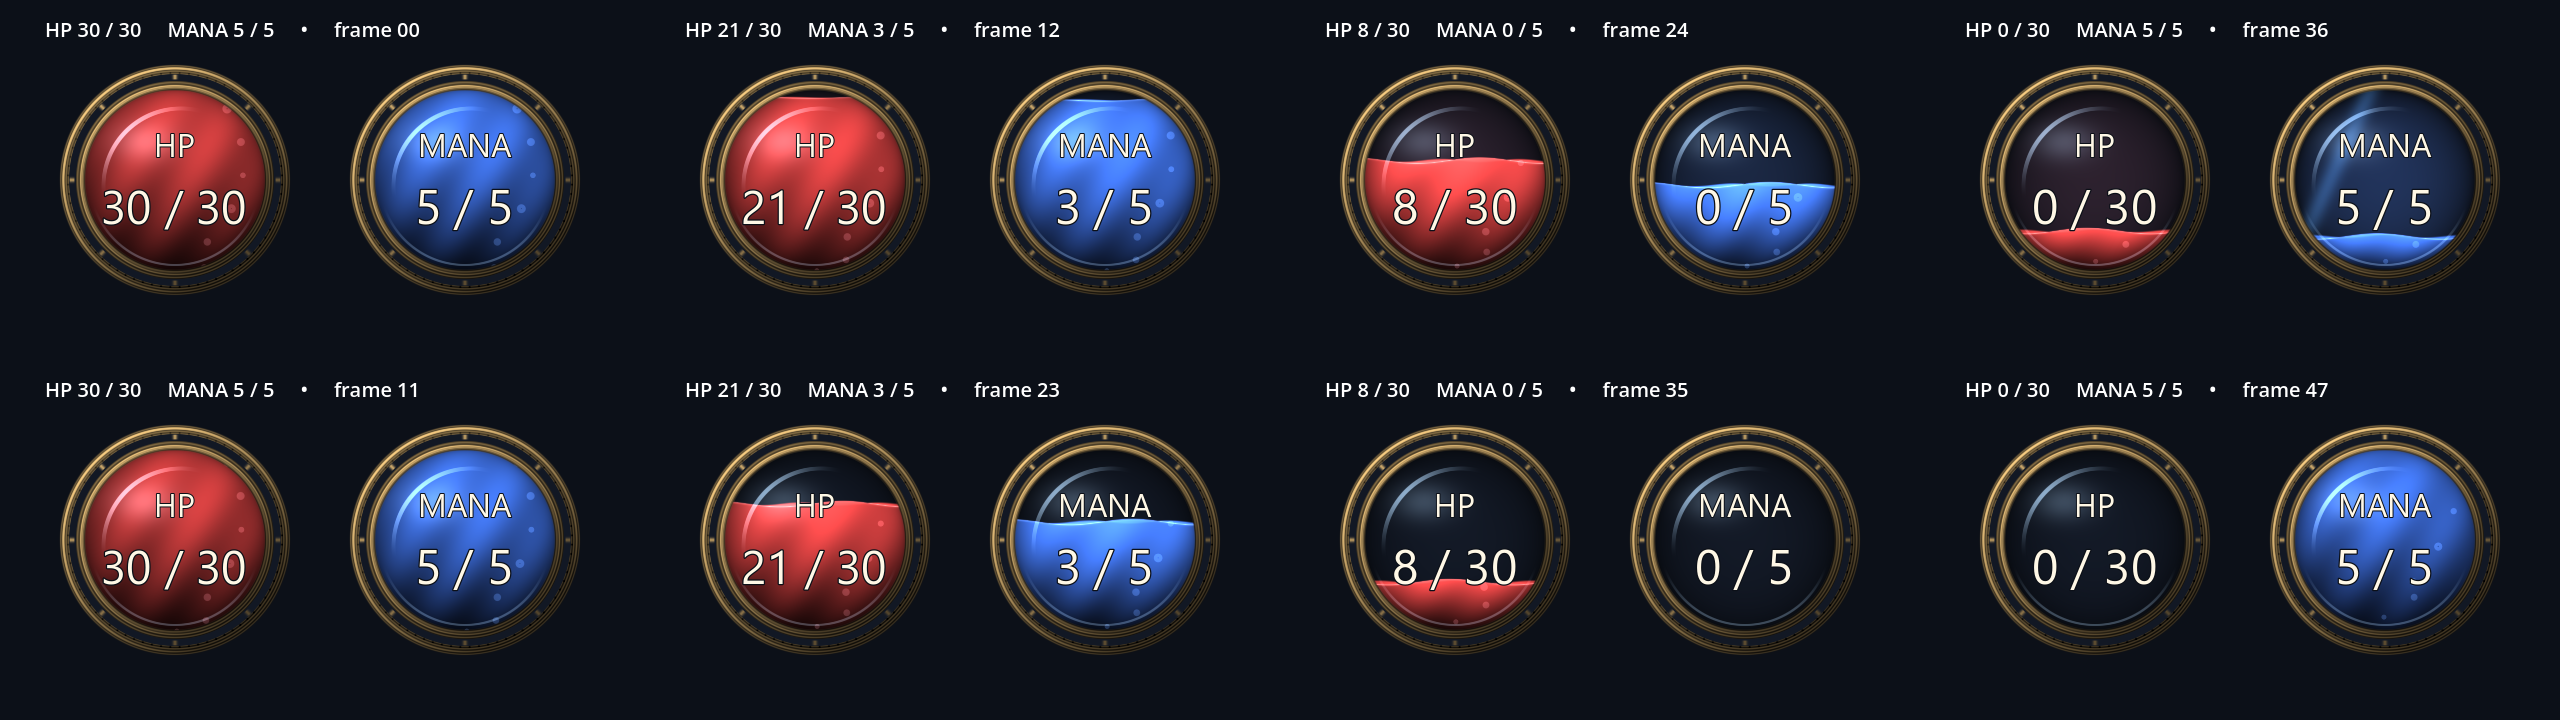 HP 30 / 30 MANA 5 / 5 • frame 00
HP
30 / 30
MANA
5 / 5
HP 21 / 30 MANA 3 / 5 • frame 12
HP
21 / 30
MANA
3 / 5
HP 8 / 30 MANA 0 / 5 • frame 24
HP
8 / 30
MANA
0 / 5
HP 0 / 30 MANA 5 / 5 • frame 36
HP
0 / 30
MANA
5 / 5
HP 30 / 30 MANA 5 / 5 • frame 11
HP
30 / 30
MANA
5 / 5
HP 21 / 30 MANA 3 / 5 • frame 23
HP
21 / 30
MANA
3 / 5
HP 8 / 30 MANA 0 / 5 • frame 35
HP
8 / 30
MANA
0 / 5
HP 0 / 30 MANA 5 / 5 • frame 47
HP
0 / 30
MANA
5 / 5